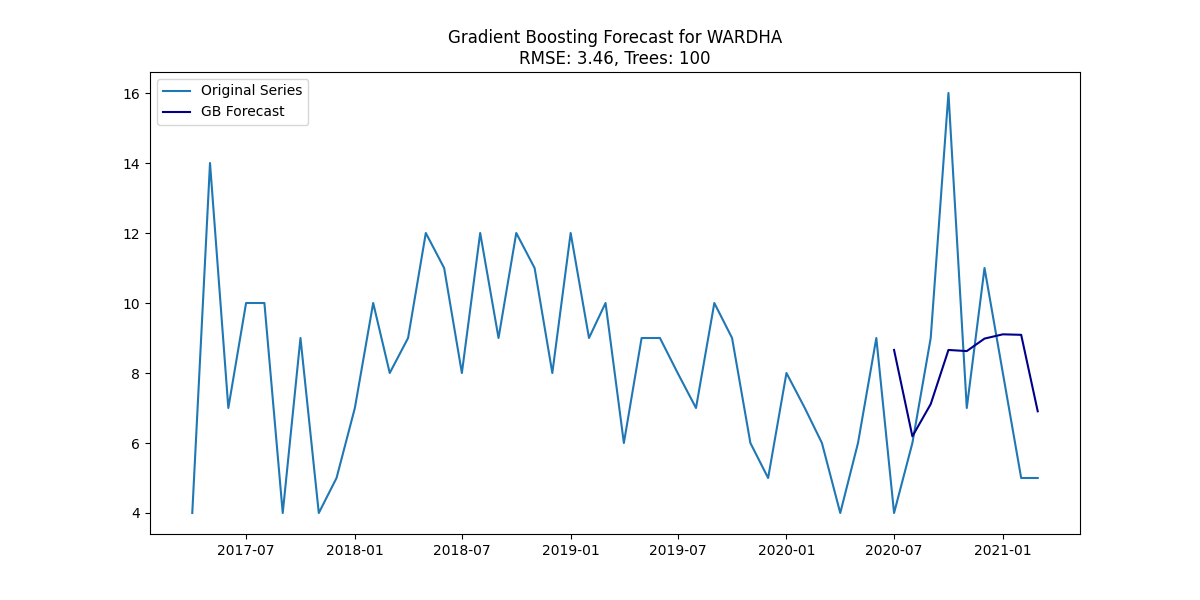 Gradient Boosting Forecast for WARDHA
RMSE: 3.46, Trees: 100
Original Series
GB Forecast
16
14
12
10
8
6
4
2017-07 2018-01 2018-07 2019-01 2019-07 2020-01 2020-07 2021-01